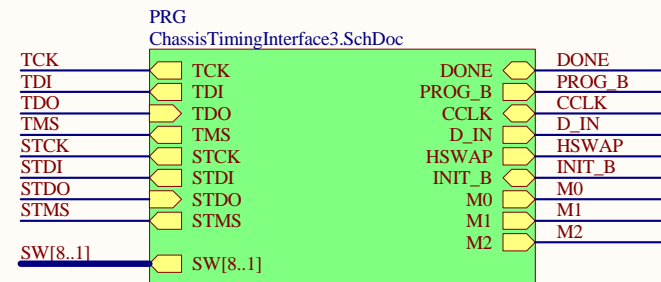 PRG
ChassisTimingInterface3.SchDoc
TCK TCK DONE DONE
TDI TDI PROG_B PROG_B
TDO TDO CCLK CCLK
TMS TMS D_IN D_IN
STCK STCK HSWAP HSWAP
STDI STDI INIT_B INIT_B
STDO STDO M0 M0
STMS STMS M1 M1
M2 M2
SW[8..1] SW[8..1]